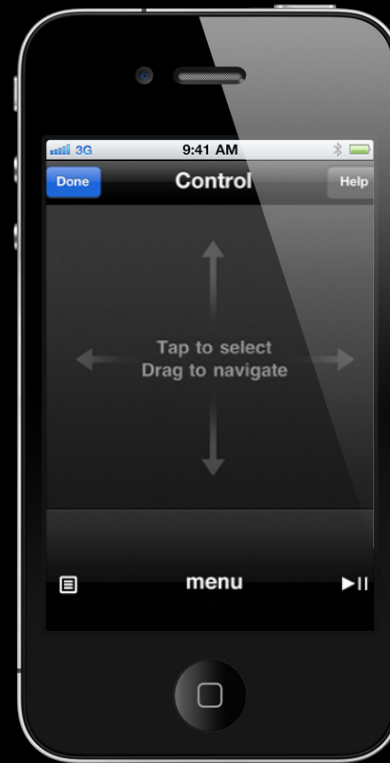 3G 9:41 AM
Done Control Help
Tap to select
Drag to navigate
menu